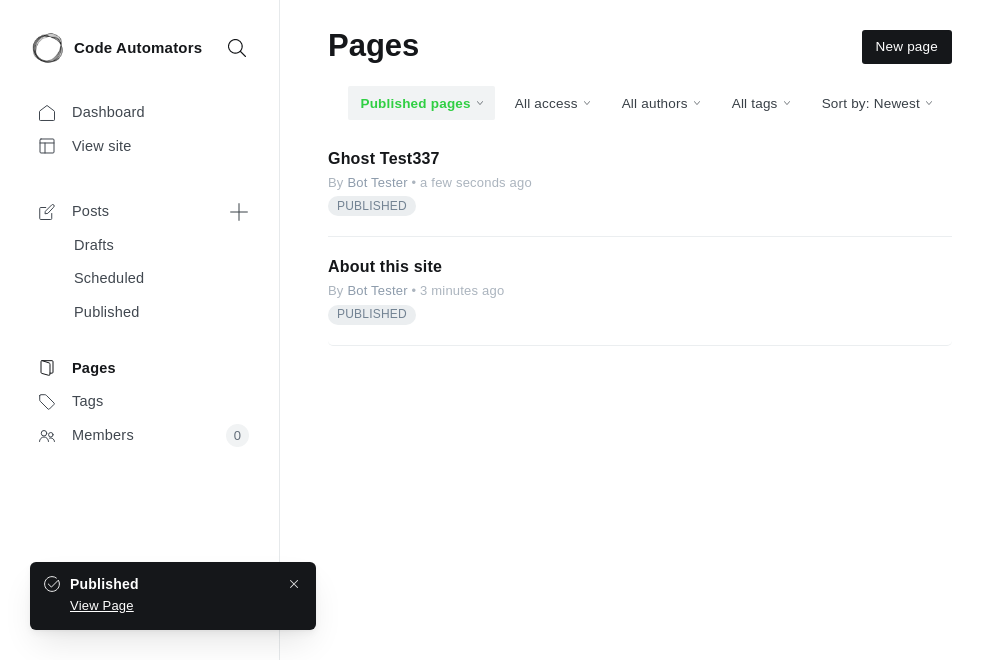 Code Automators
Dashboard
View site
Posts
Drafts
Scheduled
Published
Pages
Tags
Members 0
Published
View Page
Pages
New page
Published pages All access All authors All tags Sort by: Newest
Ghost Test337
By Bot Tester • a few seconds ago
PUBLISHED
About this site
By Bot Tester • 3 minutes ago
PUBLISHED